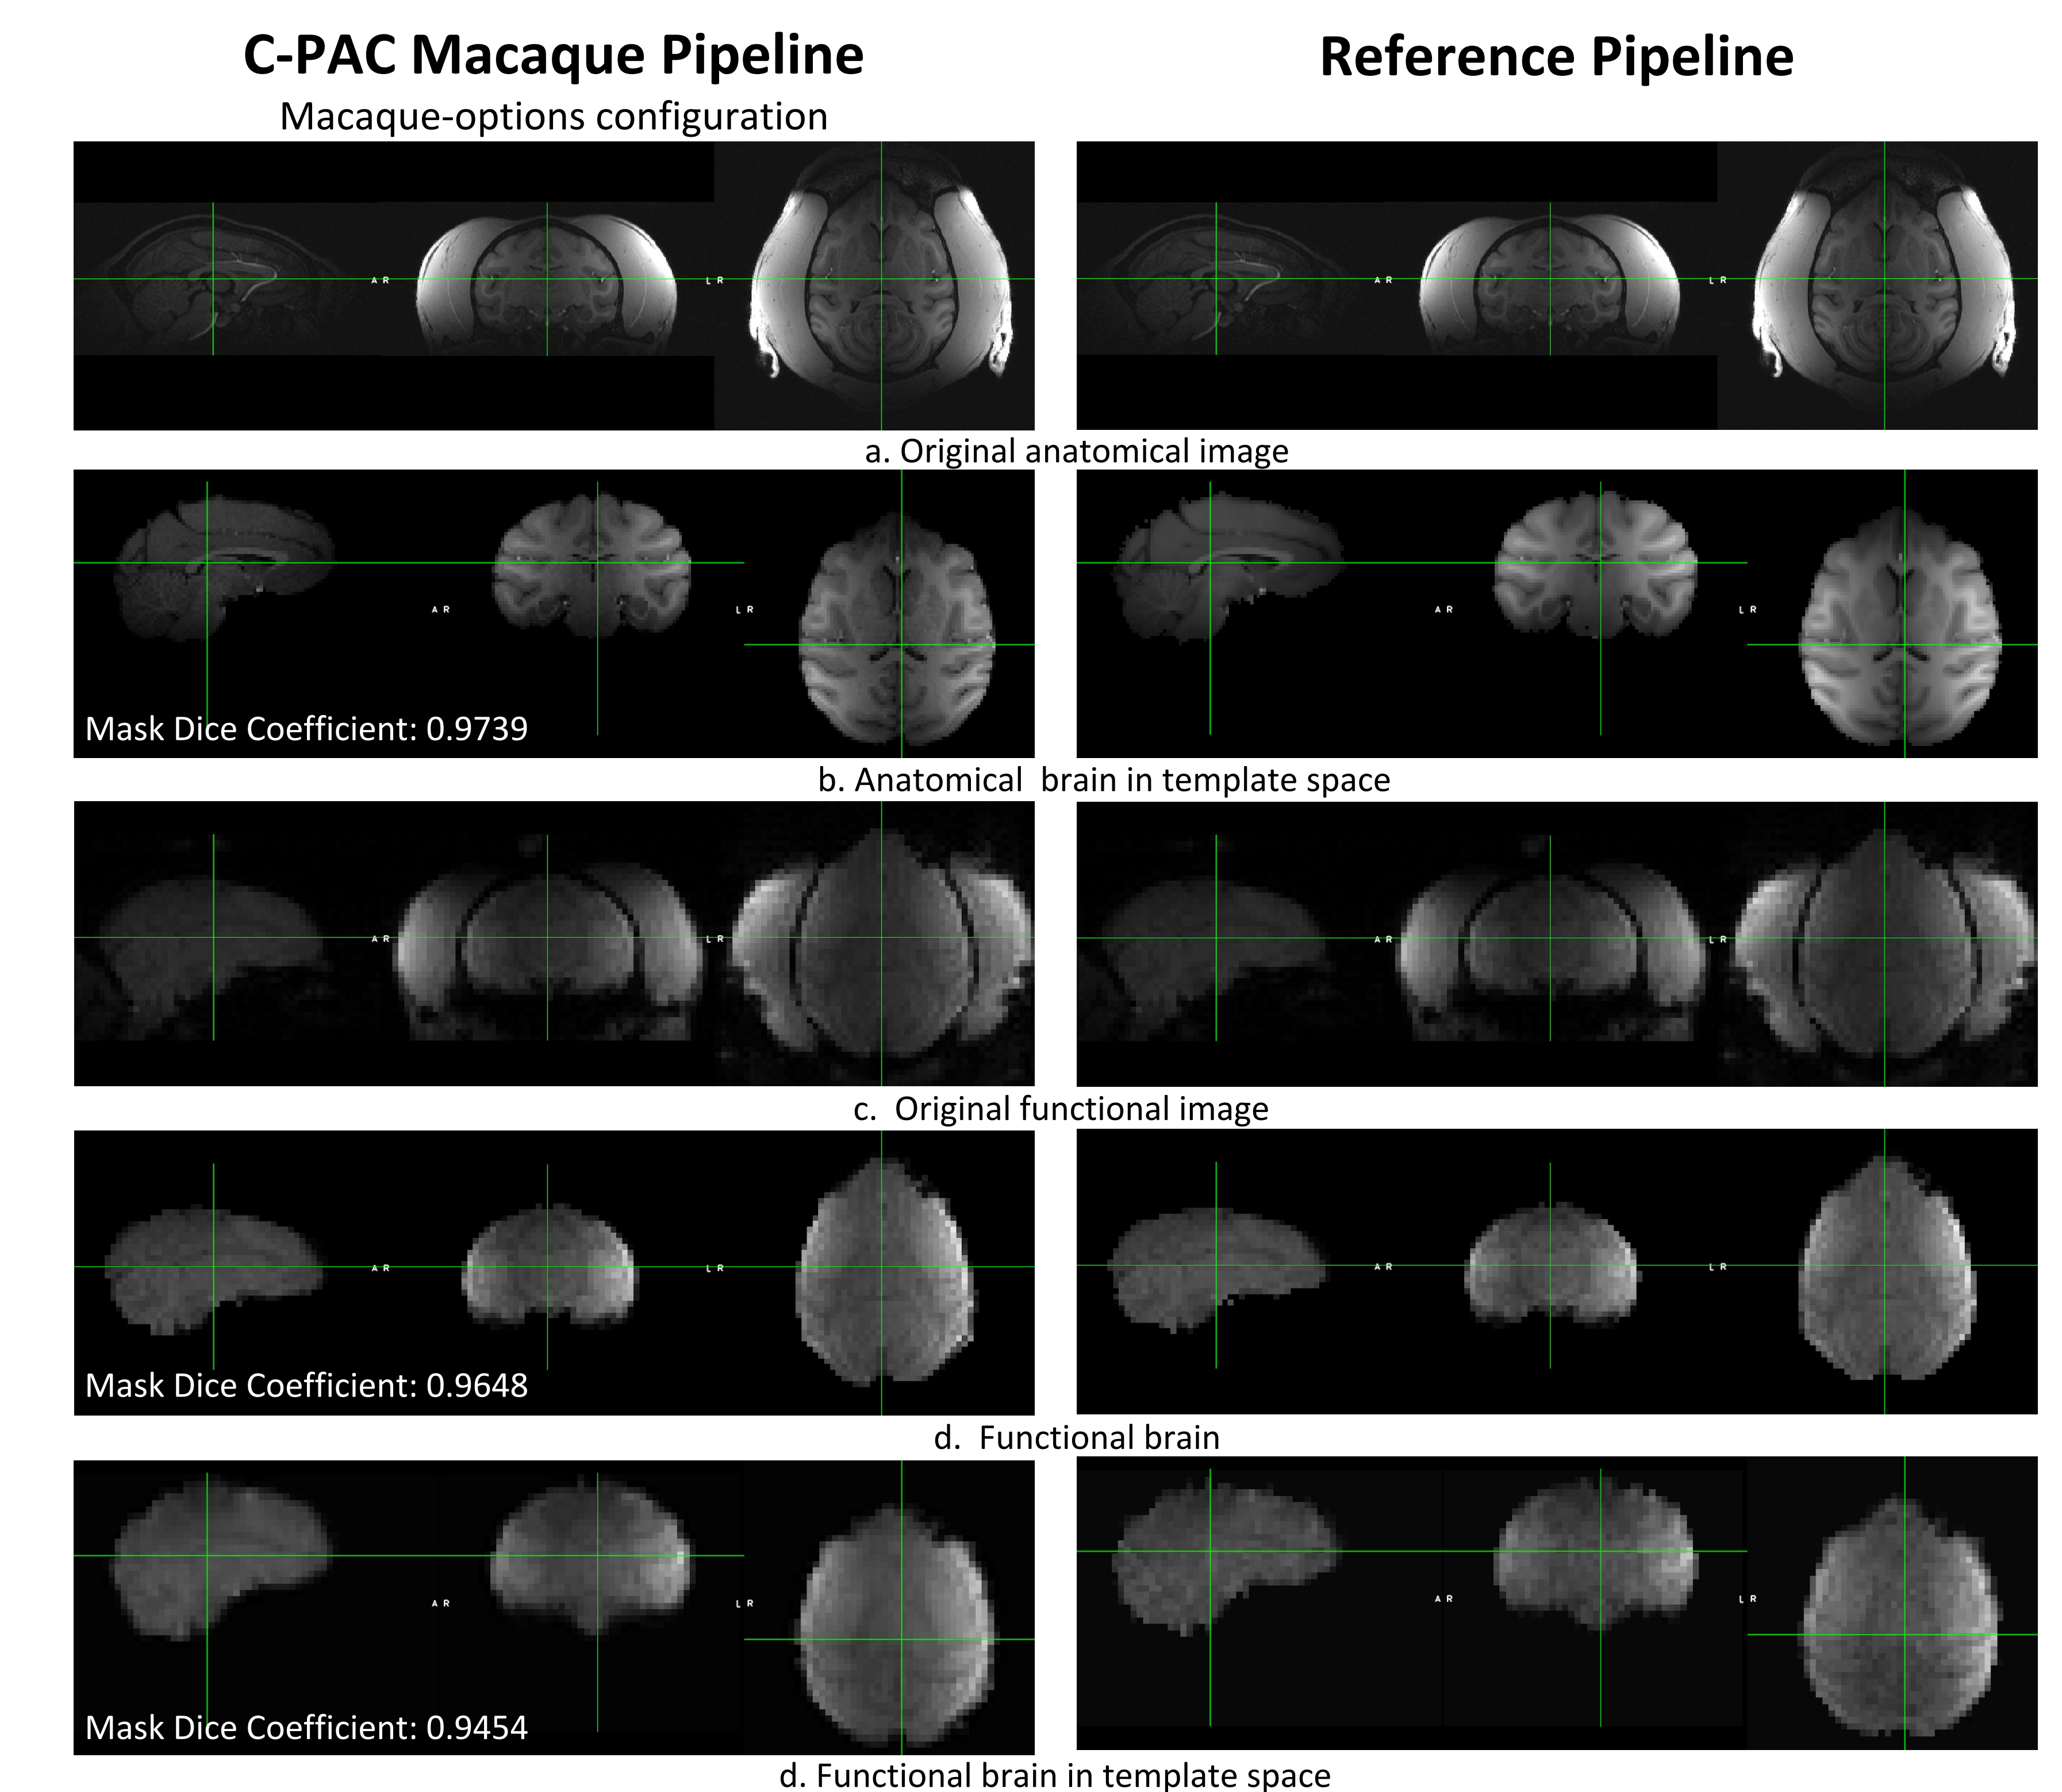 C-PAC Macaque Pipeline
Reference Pipeline
Macaque-options configuration
A R
L R
A R
L R
a. Original anatomical image
A R
L R
A R
L R
Mask Dice Coefficient: 0.9739
b. Anatomical  brain in template space
A R
L R
A R
L R
c.  Original functional image
A R
L R
A R
L R
Mask Dice Coefficient: 0.9648
d.  Functional brain
A R
L R
A R
L R
Mask Dice Coefficient: 0.9454
d. Functional brain in template space